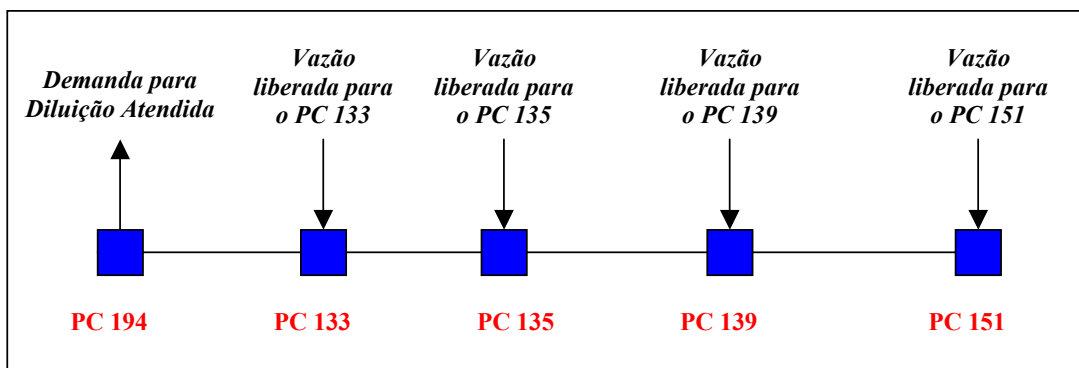 Demanda para
Diluição Atendida
Vazão
liberada para
o PC 133
Vazão
liberada para
o PC 135
Vazão
liberada para
o PC 139
Vazão
liberada para
o PC 151
PC 194
PC 133
PC 135
PC 139
PC 151